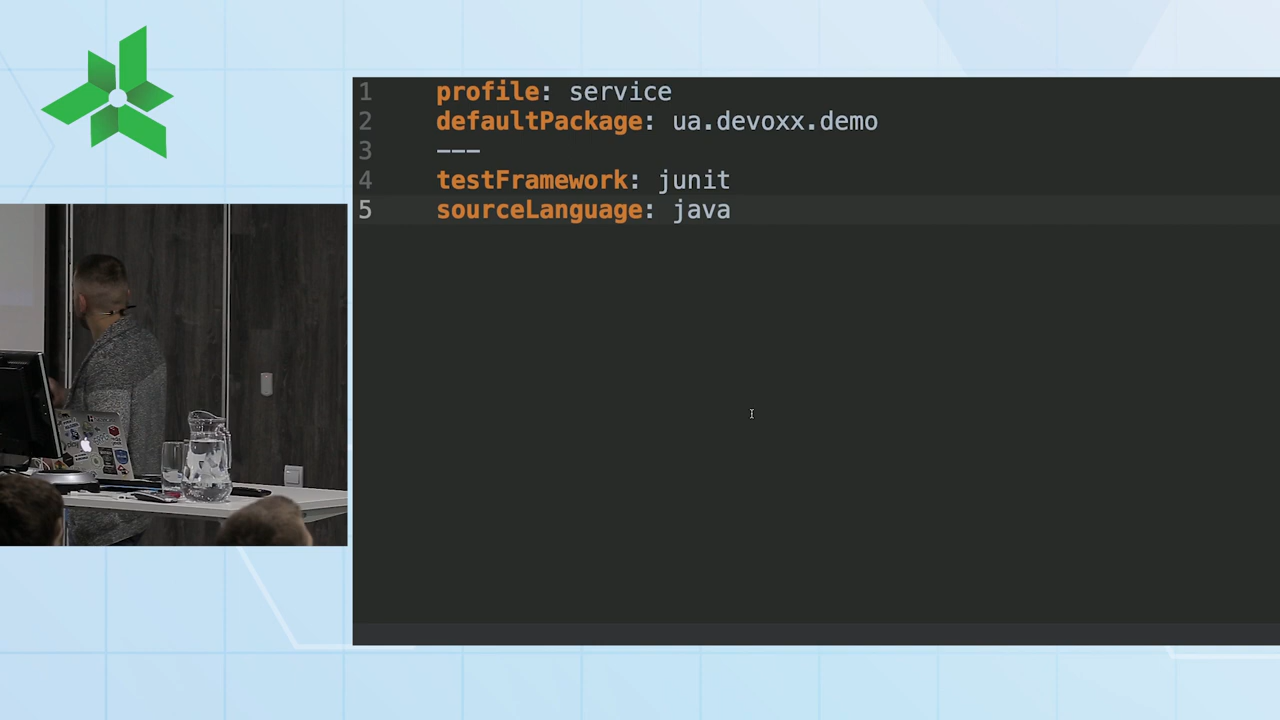 1 profile: service
2 defaultPackage: ua.devoxx.demo
3 ---
4 testFramework: junit
5 sourceLanguage: java